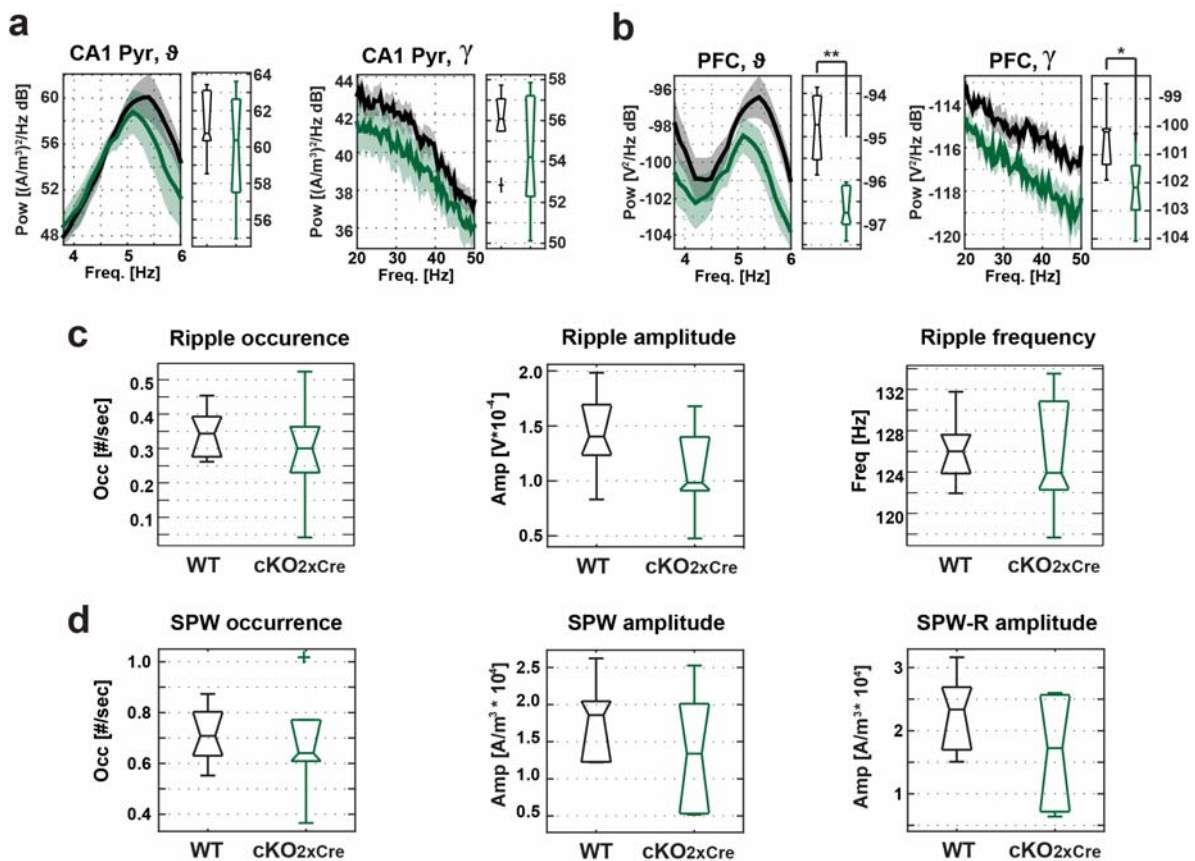 a
CA1 Pyr, ϑ
Pow [(A/m³)²/Hz dB]
60
56
52
48
4
5
6
Freq. [Hz]
64
62
60
58
56
CA1 Pyr, γ
Pow [(A/m³)²/Hz dB]
44
42
40
38
36
20
30
40
50
Freq. [Hz]
58
56
54
52
50
b
PFC, ϑ
**
Pow [V²/Hz dB]
-96
-98
-100
-102
-104
4
5
6
Freq. [Hz]
-94
-95
-96
-97
PFC, γ
*
Pow [V²/Hz dB]
-114
-116
-118
-120
20
30
40
50
Freq. [Hz]
-99
-100
-101
-102
-103
-104
c
Ripple occurence
Occ [#/sec]
0.5
0.4
0.3
0.2
0.1
WT cKO2xCre
Ripple amplitude
Amp [V*10⁻⁴]
2.0
1.5
1.0
0.5
WT cKO2xCre
Ripple frequency
Freq [Hz]
132
128
124
120
WT cKO2xCre
d
SPW occurrence
Occ [#/sec]
1.0
0.8
0.6
0.4
WT cKO2xCre
SPW amplitude
Amp [A/m³ * 10⁴]
2.5
2.0
1.5
1.0
0.5
WT cKO2xCre
SPW-R amplitude
Amp [A/m³* 10⁴]
3
2
1
WT cKO2xCre